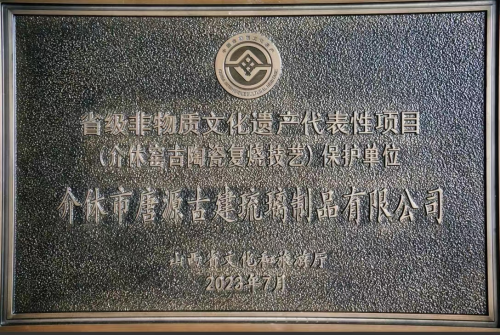 省级非物质文化遗产代表性项目
（介休窑古陶瓷复烧技艺）保护单位
介休市唐源古建琉璃制品有限公司
山西省文化和旅游厅
2023年7月